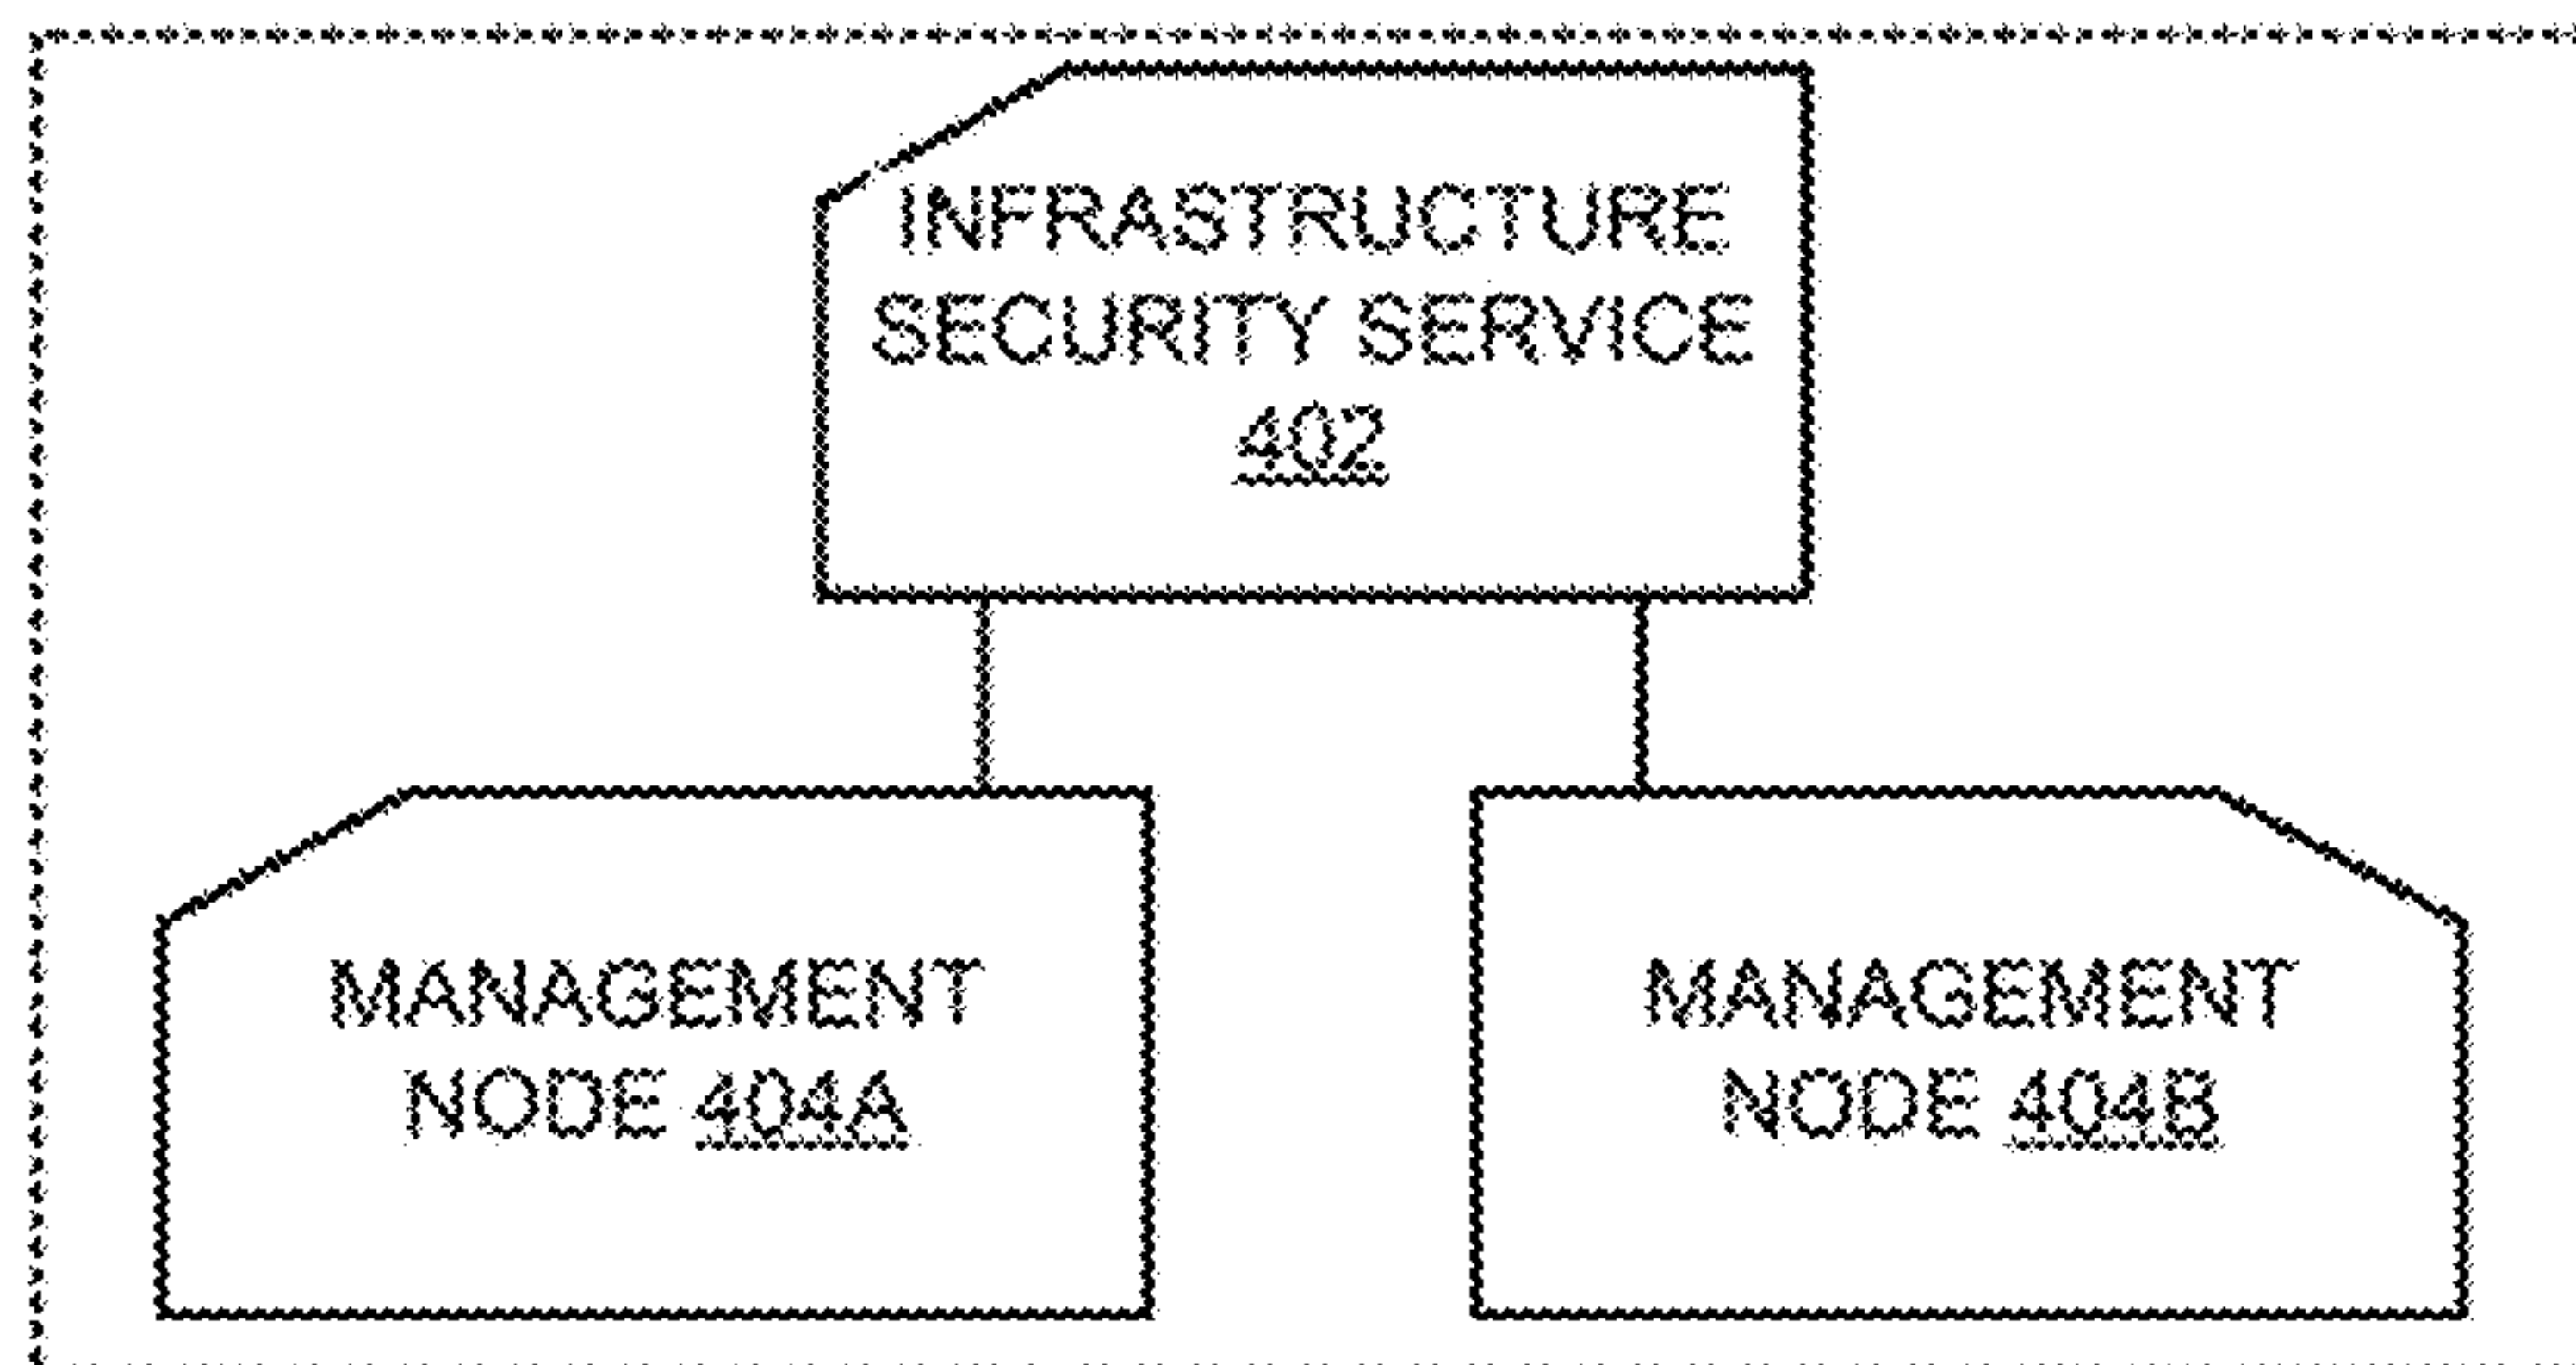 INFRASTRUCTURE
SECURITY SERVICE
402
MANAGEMENT
NODE 404A
MANAGEMENT
NODE 404B